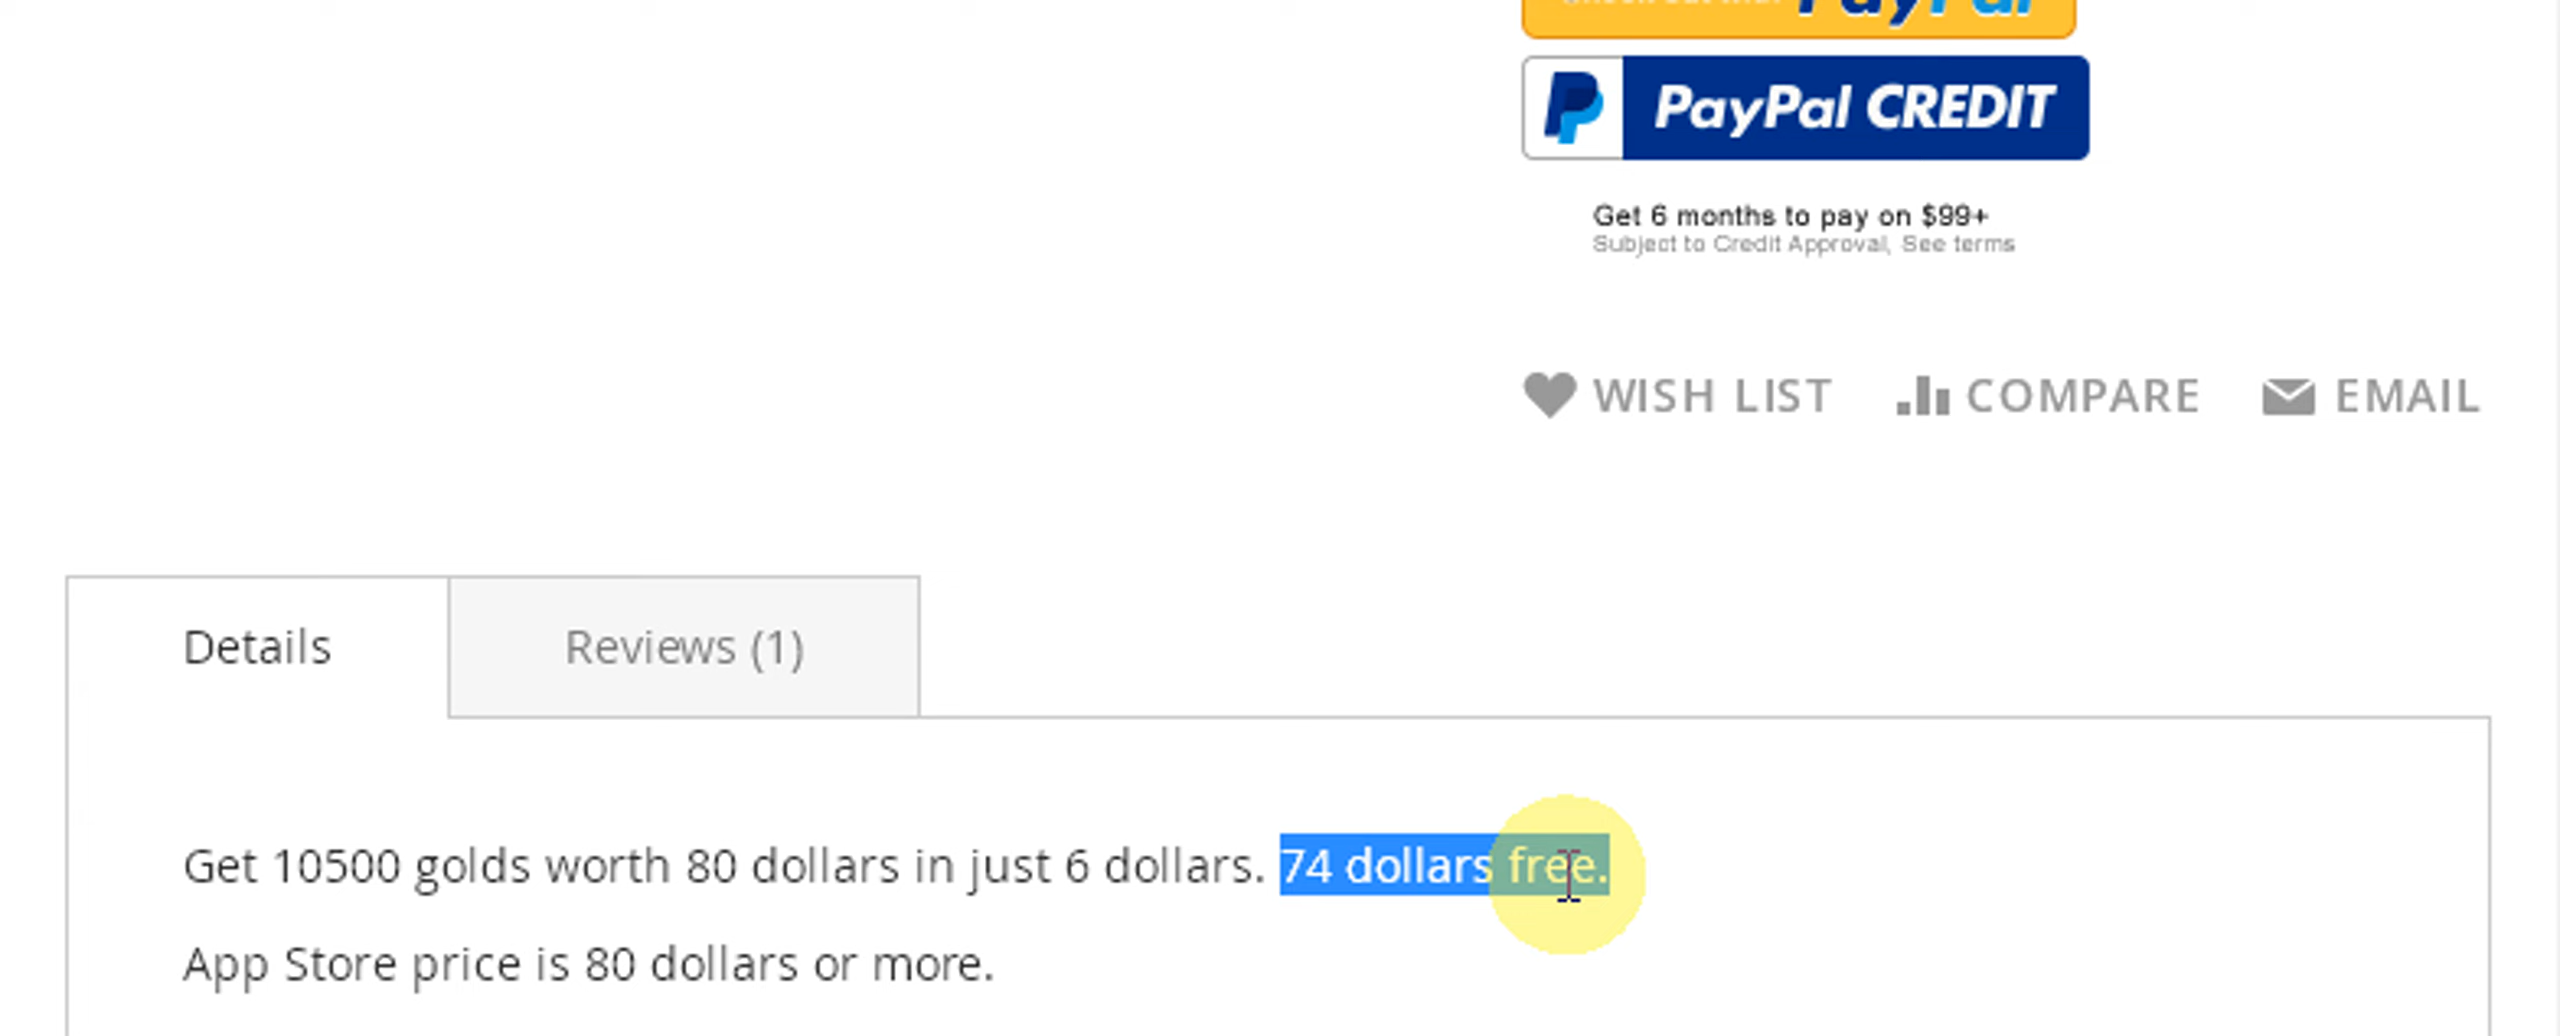 PayPal
PayPal CREDIT
Get 6 months to pay on $99+
Subject to Credit Approval, See terms
WISH LIST COMPARE EMAIL
Details Reviews (1)
Get 10500 golds worth 80 dollars in just 6 dollars. 74 dollars free.
App Store price is 80 dollars or more.